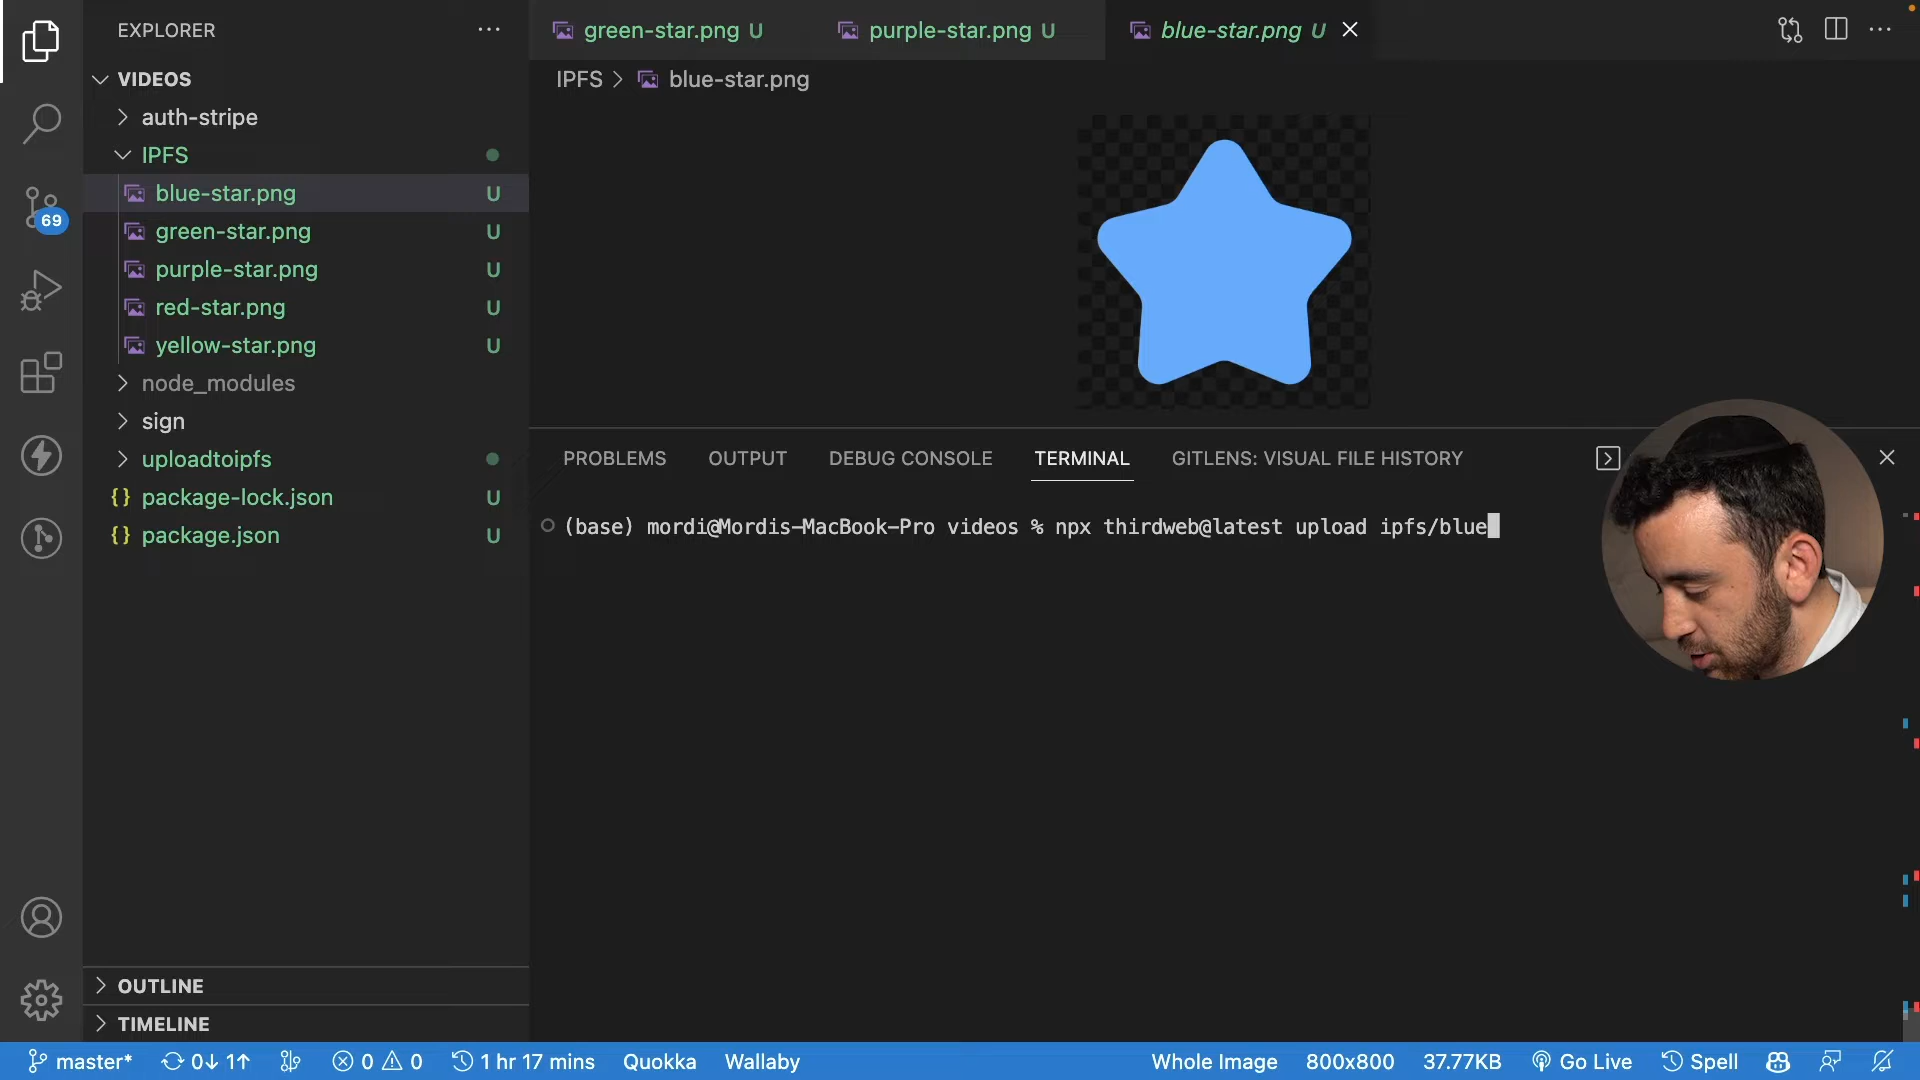 EXPLORER
green-star.png U
purple-star.png U
blue-star.png U
VIDEOS
IPFS > blue-star.png
auth-stripe
IPFS
blue-star.png U
green-star.png U
purple-star.png U
red-star.png U
yellow-star.png U
node_modules
sign
uploadtoipfs
{} package-lock.json U
{} package.json U
69
PROBLEMS OUTPUT DEBUG CONSOLE TERMINAL GITLENS: VISUAL FILE HISTORY
(base) mordi@Mordis-MacBook-Pro videos % npx thirdweb@latest upload ipfs/blue
OUTLINE
TIMELINE
master* 0↓ 1↑ 0 0 1 hr 17 mins Quokka Wallaby Whole Image 800x800 37.77KB Go Live Spell